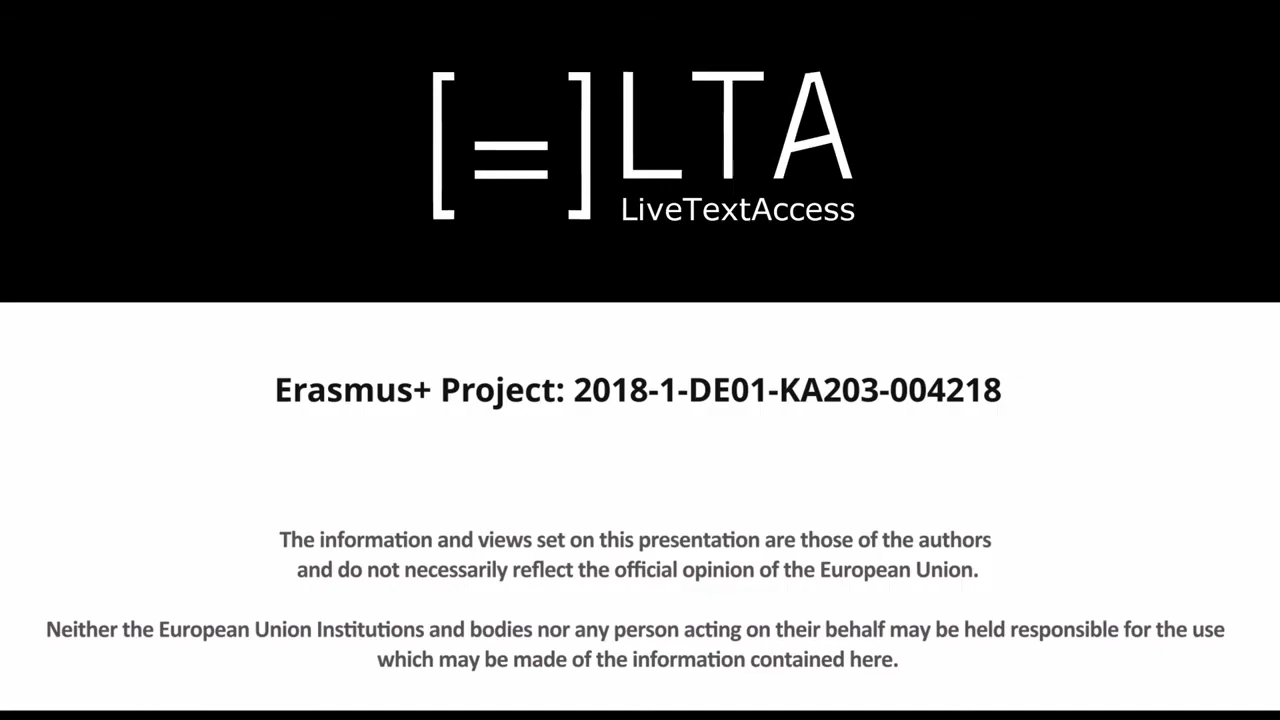 [=] LTA
LiveTextAccess
Erasmus+ Project: 2018-1-DE01-KA203-004218
The information and views set on this presentation are those of the authors
and do not necessarily reflect the official opinion of the European Union.
Neither the European Union Institutions and bodies nor any person acting on their behalf may be held responsible for the use
which may be made of the information contained here.